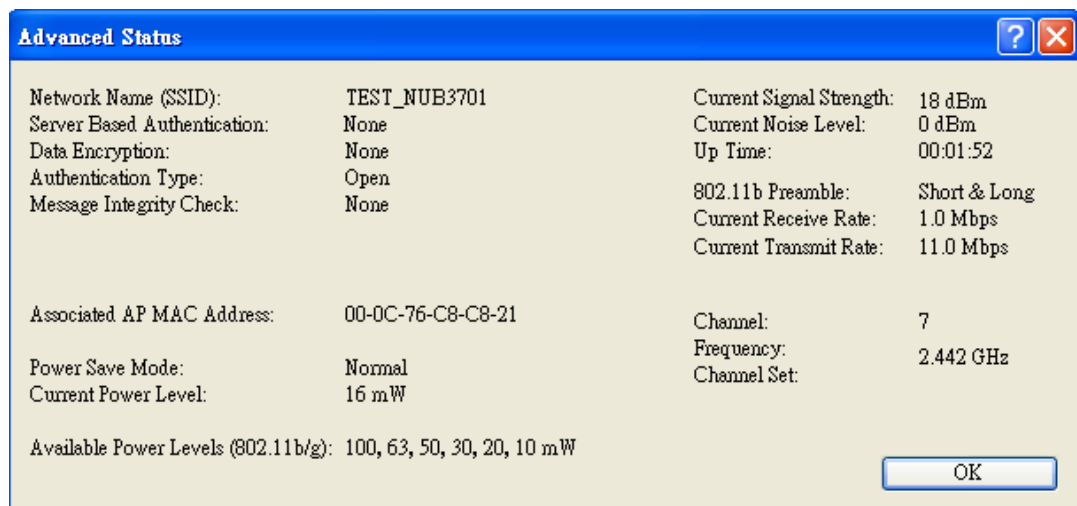 Advanced Status
Network Name (SSID): TEST_NUB3701
Server Based Authentication: None
Data Encryption: None
Authentication Type: Open
Message Integrity Check: None
Current Signal Strength: 18 dBm
Current Noise Level: 0 dBm
Up Time: 00:01:52
802.11b Preamble: Short & Long
Current Receive Rate: 1.0 Mbps
Current Transmit Rate: 11.0 Mbps
Associated AP MAC Address: 00-0C-76-C8-C8-21
Power Save Mode: Normal
Current Power Level: 16 mW
Available Power Levels (802.11b/g): 100, 63, 50, 30, 20, 10 mW
Channel: 7
Frequency: 2.442 GHz
Channel Set:
OK